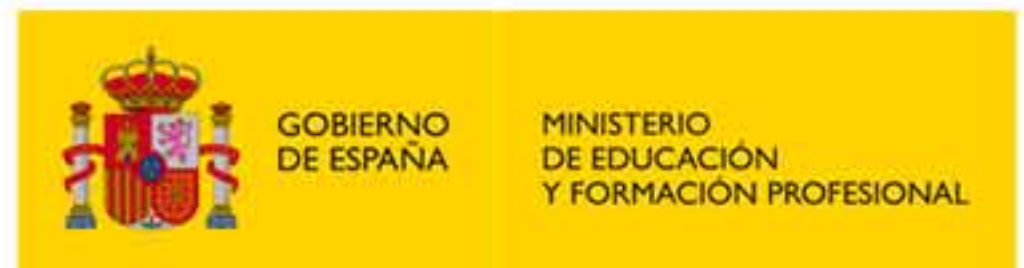 GOBIERNO
DE ESPAÑA
MINISTERIO
DE EDUCACIÓN
Y FORMACIÓN PROFESIONAL